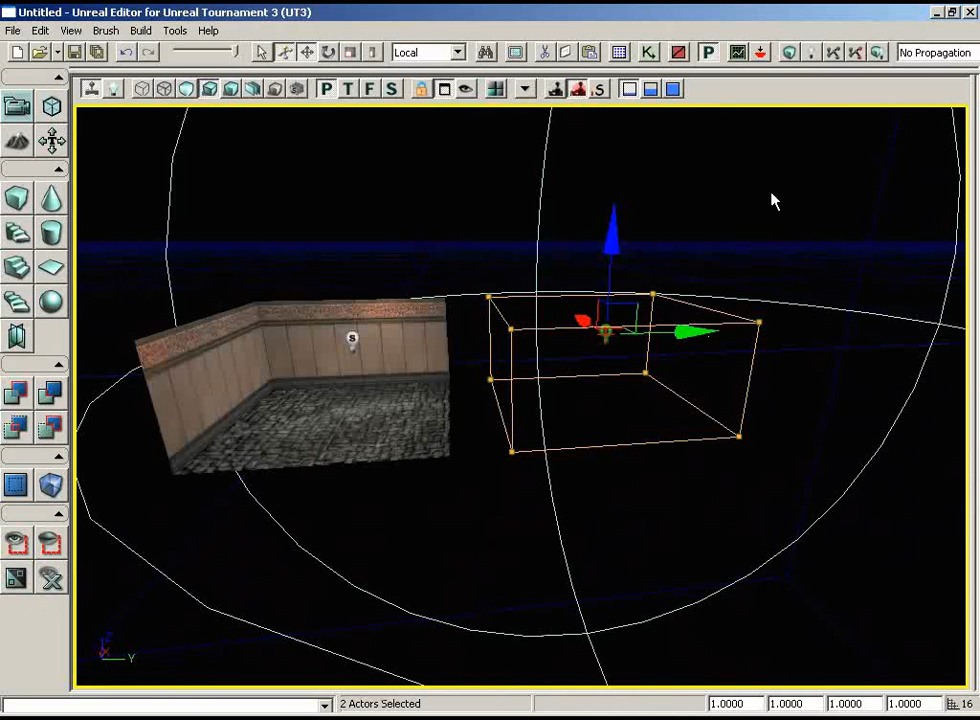 Untitled - Unreal Editor for Unreal Tournament 3 (UT3)
File Edit View Brush Build Tools Help
Local
K
P
No Propagation
P T F S
.S
S
Y
2 Actors Selected
1.0000 1.0000 1.0000 1.0000 16